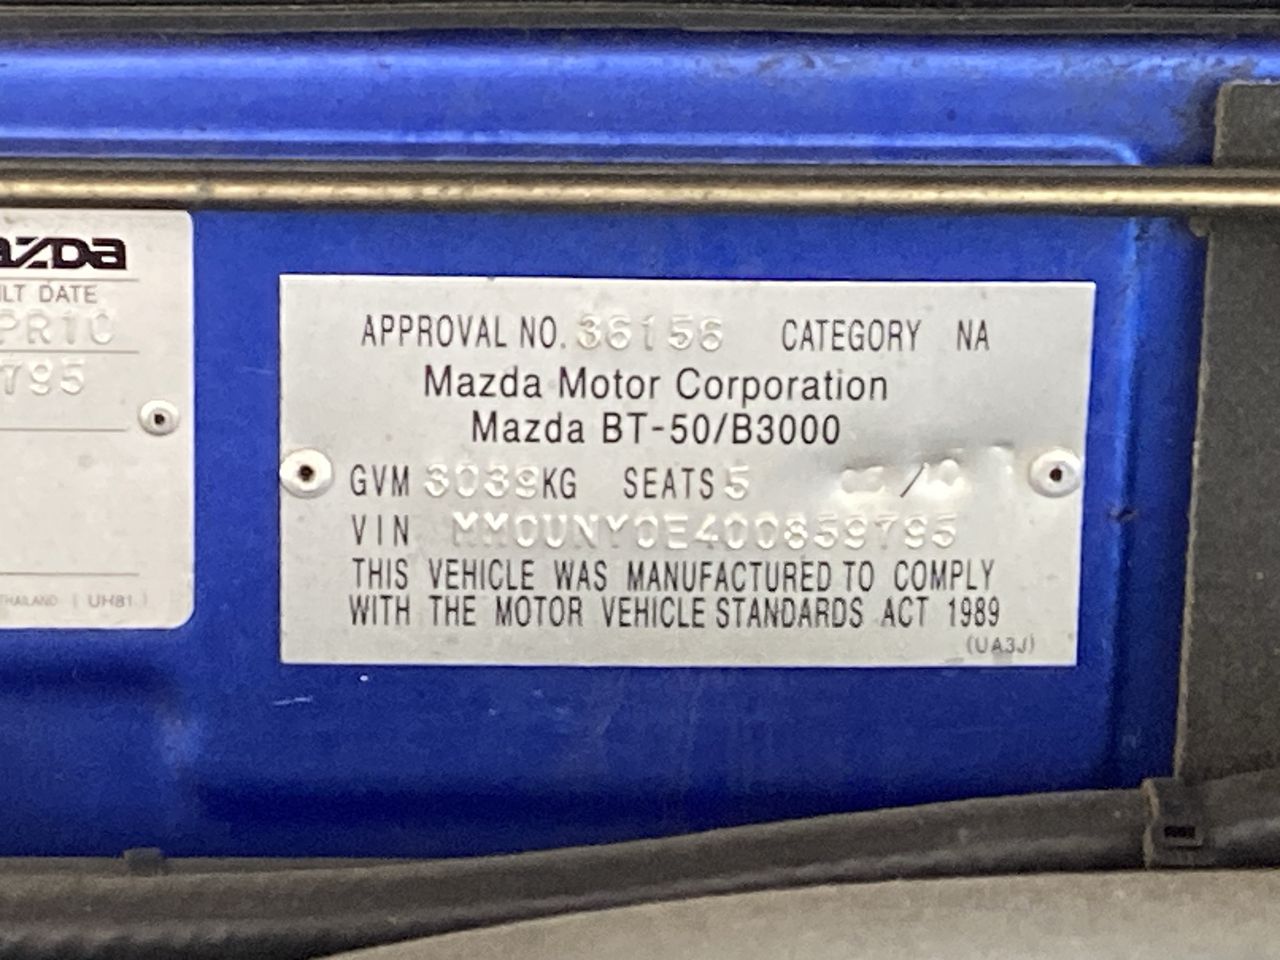 mazda
ILT DATE
PR10
795
THAILAND ( UH81 )
APPROVAL NO. 36156 CATEGORY NA
Mazda Motor Corporation
Mazda BT-50/B3000
GVM 3039KG SEATS 5
VIN MM0UNY0E400859795
THIS VEHICLE WAS MANUFACTURED TO COMPLY
WITH THE MOTOR VEHICLE STANDARDS ACT 1989
(UA3J)